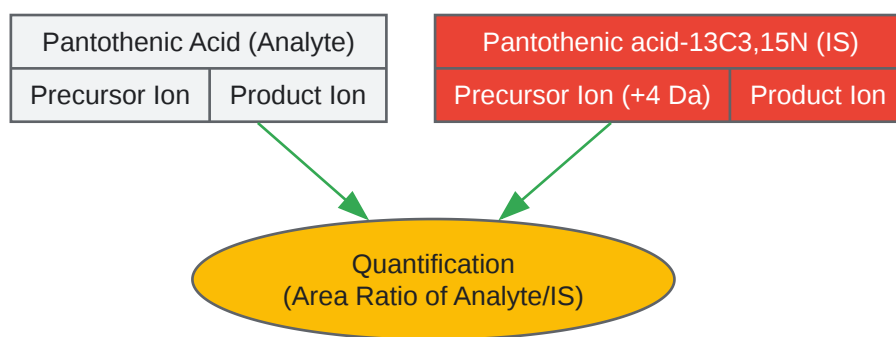 Pantothenic Acid (Analyte)
Precursor Ion
Product Ion
Pantothenic acid-13C3,15N (IS)
Precursor Ion (+4 Da)
Product Ion
Quantification
(Area Ratio of Analyte/IS)